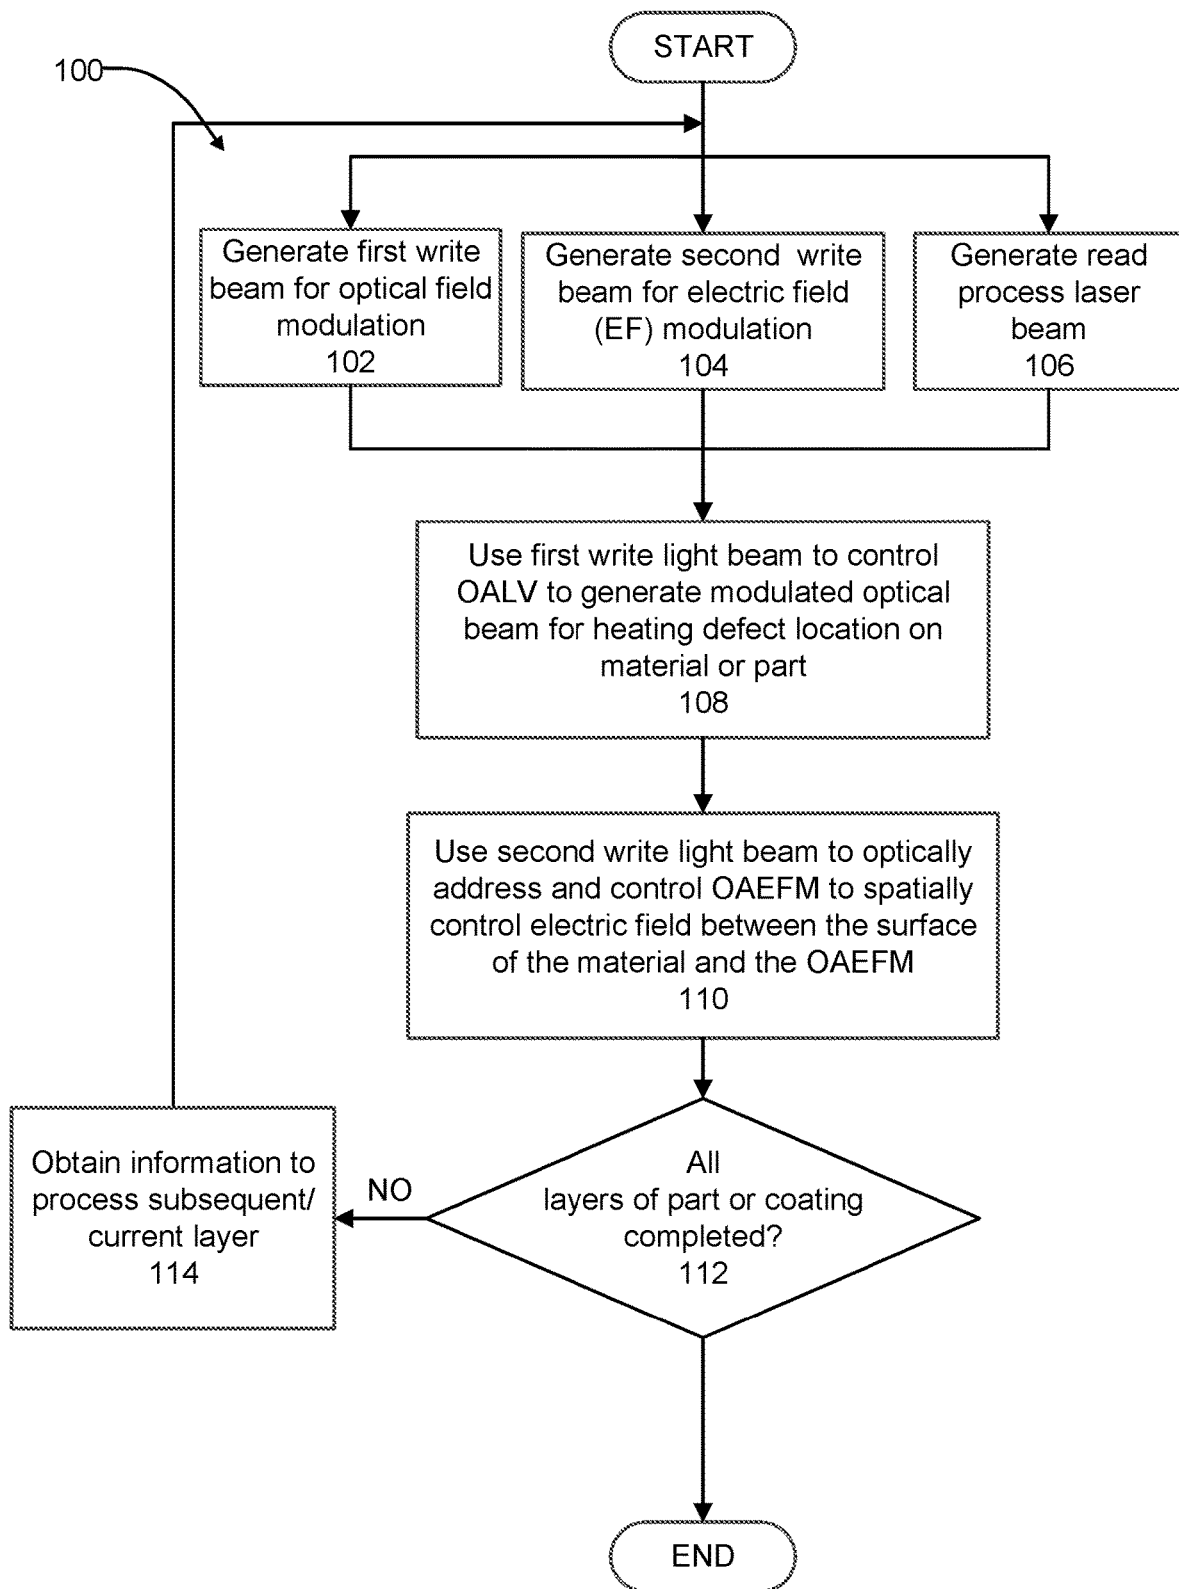 START
100
Generate first write
beam for optical field
modulation
102
Generate second write
beam for electric field
(EF) modulation
104
Generate read
process laser
beam
106
Use first write light beam to control
OALV to generate modulated optical
beam for heating defect location on
material or part
108
Use second write light beam to optically
address and control OAEFM to spatially
control electric field between the surface
of the material and the OAEFM
110
All
layers of part or coating
completed?
112
NO
Obtain information to
process subsequent/
current layer
114
END